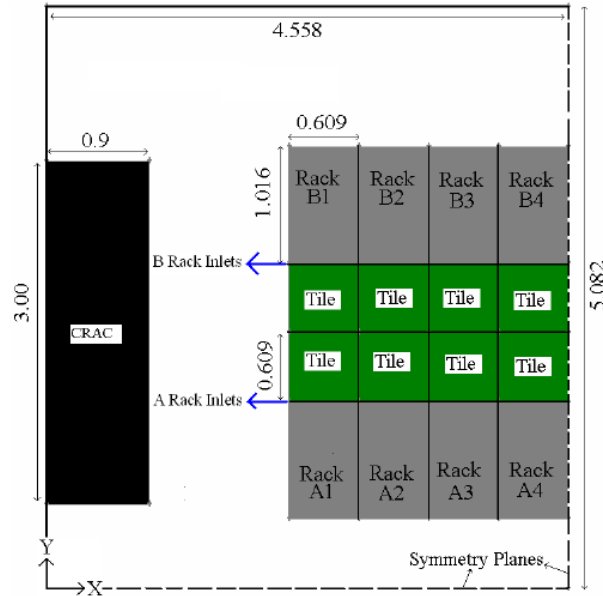 4.558
0.9
0.609
1.016
Rack
B1
Rack
B2
Rack
B3
Rack
B4
B Rack Inlets
5.082
3.00
Tile
Tile
Tile
Tile
CRAC
0.609
Tile
Tile
Tile
Tile
A Rack Inlets
Rack
A1
Rack
A2
Rack
A3
Rack
A4
Y
X
Symmetry Planes